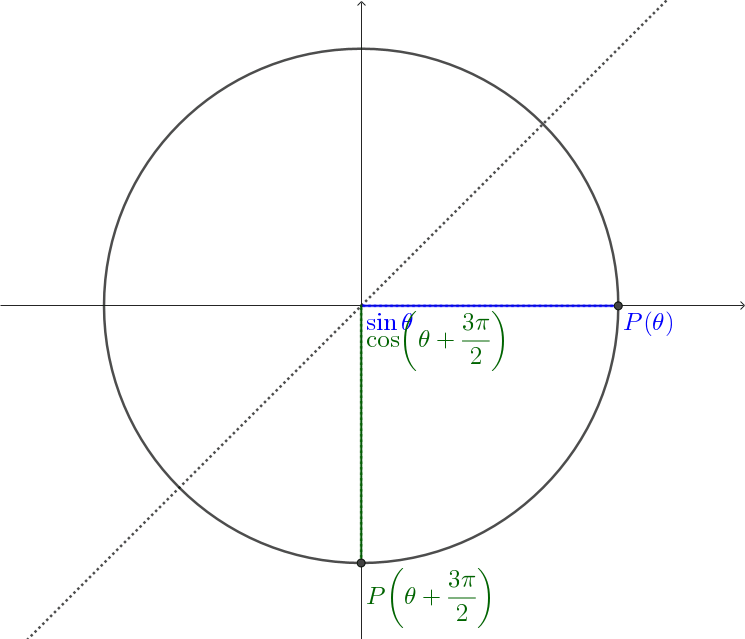 sin θ
P(θ)
cos(θ + 3π/2)
P(θ + 3π/2)